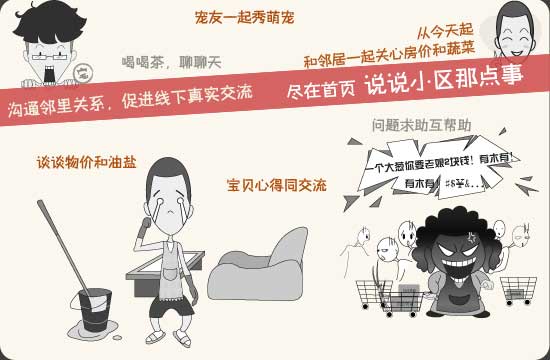 宠友一起秀萌宠
从今天起
和邻居一起关心房价和蔬菜
喝喝茶，聊聊天
沟通邻里关系，促进线下真实交流
尽在首页 说说小区那点事
问题求助互帮助
谈谈物价和油盐
宝贝心得同交流
一个大葱你要老娘2块钱！有木有！
有木有！#$¥&...